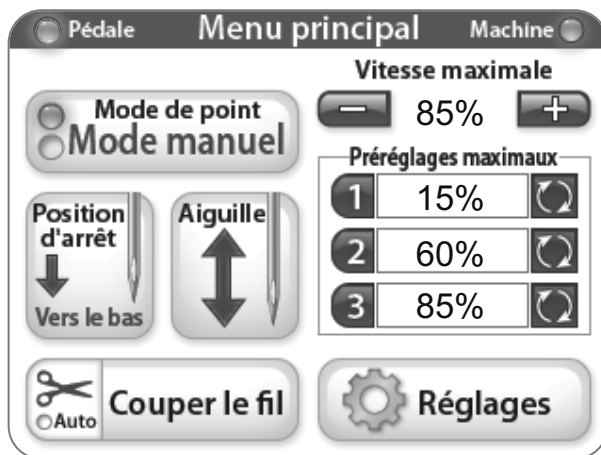 Pédale Menu principal Machine
Vitesse maximale
− 85% +
Mode de point
Mode manuel
Préréglages maximaux
1 15%
2 60%
3 85%
Position
d'arrêt
Vers le bas
Aiguille
Auto
Couper le fil
Réglages